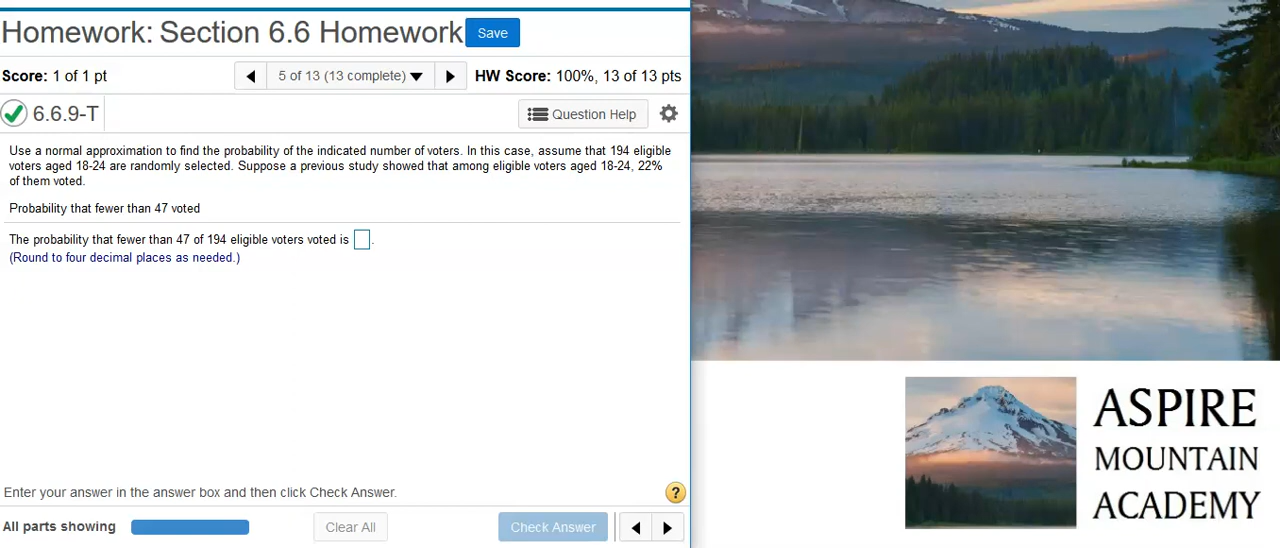 Homework: Section 6.6 Homework Save
Score: 1 of 1 pt
5 of 13 (13 complete)
HW Score: 100%, 13 of 13 pts
6.6.9-T
Question Help
Use a normal approximation to find the probability of the indicated number of voters. In this case, assume that 194 eligible
voters aged 18-24 are randomly selected. Suppose a previous study showed that among eligible voters aged 18-24, 22%
of them voted.
Probability that fewer than 47 voted
The probability that fewer than 47 of 194 eligible voters voted is .
(Round to four decimal places as needed.)
Enter your answer in the answer box and then click Check Answer.
?
All parts showing
Clear All
Check Answer
ASPIRE
MOUNTAIN
ACADEMY